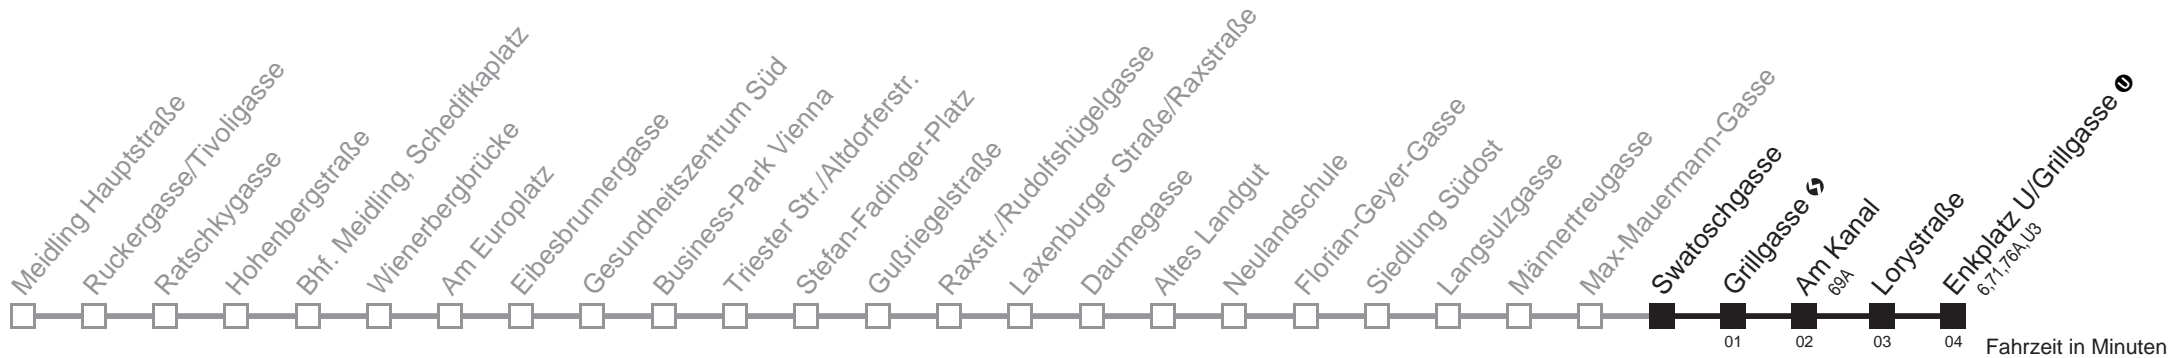 Meidling Hauptstraße
Ruckergasse/Tivoligasse
Ratschkygasse
Hohenbergstraße
Bhf. Meidling, Schedifkaplatz
Wienerbergbrücke
Am Europlatz
Eibesbrunnergasse
Gesundheitszentrum Süd
Business-Park Vienna
Triester Str./Altdorferstr.
Stefan-Fadinger-Platz
Gußriegelstraße
Raxstr./Rudolfshügelgasse
Laxenburger Straße/Raxstraße
Daumegasse
Altes Landgut
Neulandschule
Florian-Geyer-Gasse
Siedlung Südost
Langsulzgasse
Männertreugasse
Max-Mauermann-Gasse
Swatoschgasse
Grillgasse
Am Kanal
69A
Lorystraße
Enkplatz U/Grillgasse U
6,71,76A,U3
01 02 03 04 Fahrzeit in Minuten